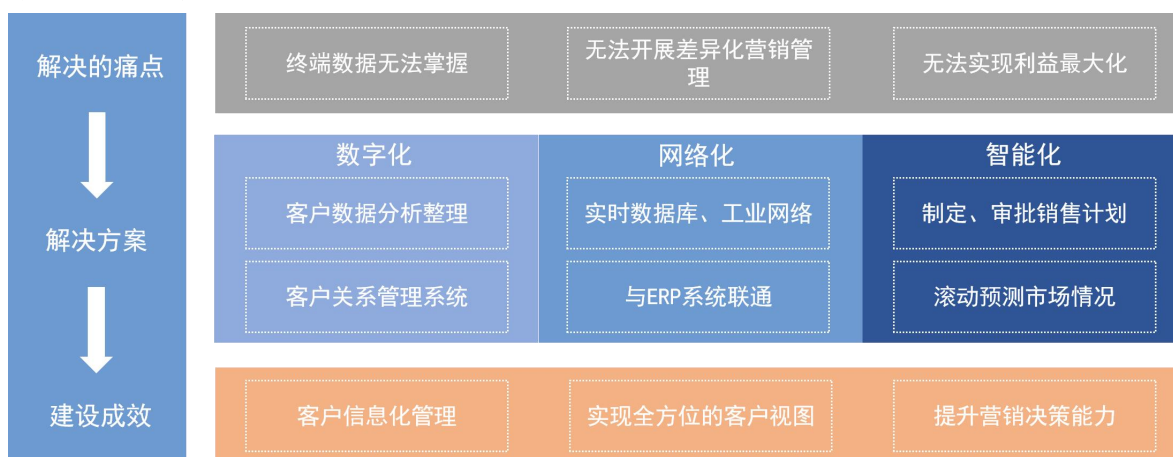 解决的痛点
终端数据无法掌握
无法开展差异化营销管
理
无法实现利益最大化
解决方案
数字化
网络化
智能化
客户数据分析整理
实时数据库、工业网络
制定、审批销售计划
客户关系管理系统
与ERP系统联通
滚动预测市场情况
建设成效
客户信息化管理
实现全方位的客户视图
提升营销决策能力